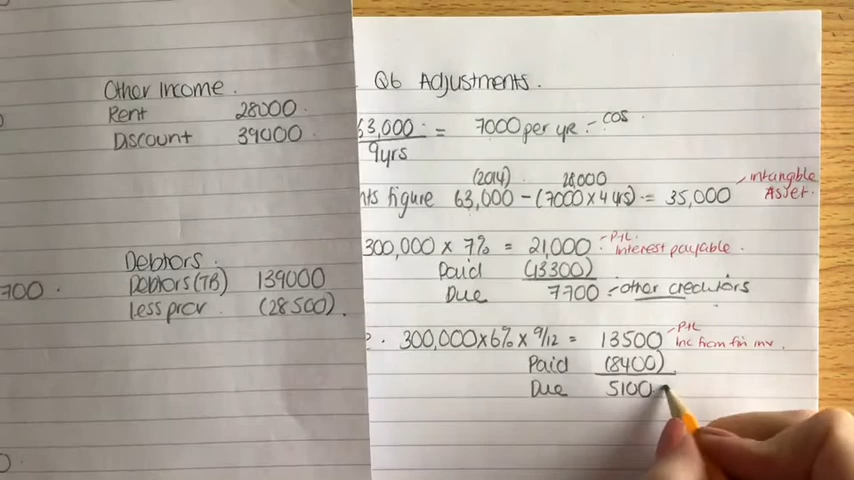 Other Income.
Rent 28000
Discount 39000
Debtors.
700. Debtors (TB) 139000
Less prov (28500).
Q6 Adjustments.
63,000 = 7000 per yr - cos
9yrs
(2014) 28,000
nts figure 63,000 - (7000 x 4 yrs) = 35,000 - Intangible Asset.
300,000 x 7% = 21,000 - P+L Interest payable.
Paid (13300)
Due 7700 - other creditors
300,000 x 6% x 9/12 = 13500 - P+L Inc from fin inv.
Paid (8400)
Due 5100